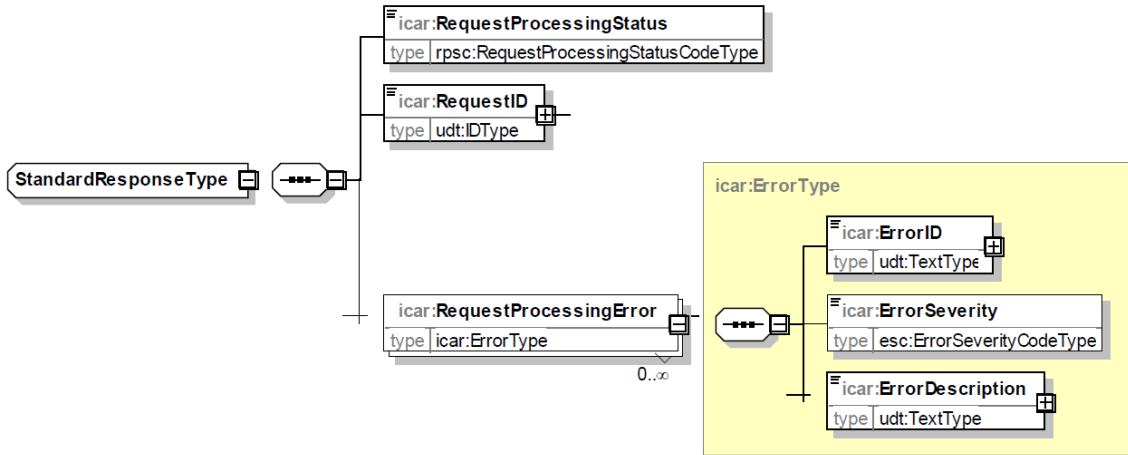 icar:RequestProcessingStatus
type rpsc:RequestProcessingStatusCodeType
icar:RequestID
type udt:IDType
StandardResponseType
icar:RequestProcessingError
type icar:ErrorType
0..∞
icar:ErrorType
icar:ErrorID
type udt:TextType
icar:ErrorSeverity
type esc:ErrorSeverityCodeType
icar:ErrorDescription
type udt:TextType